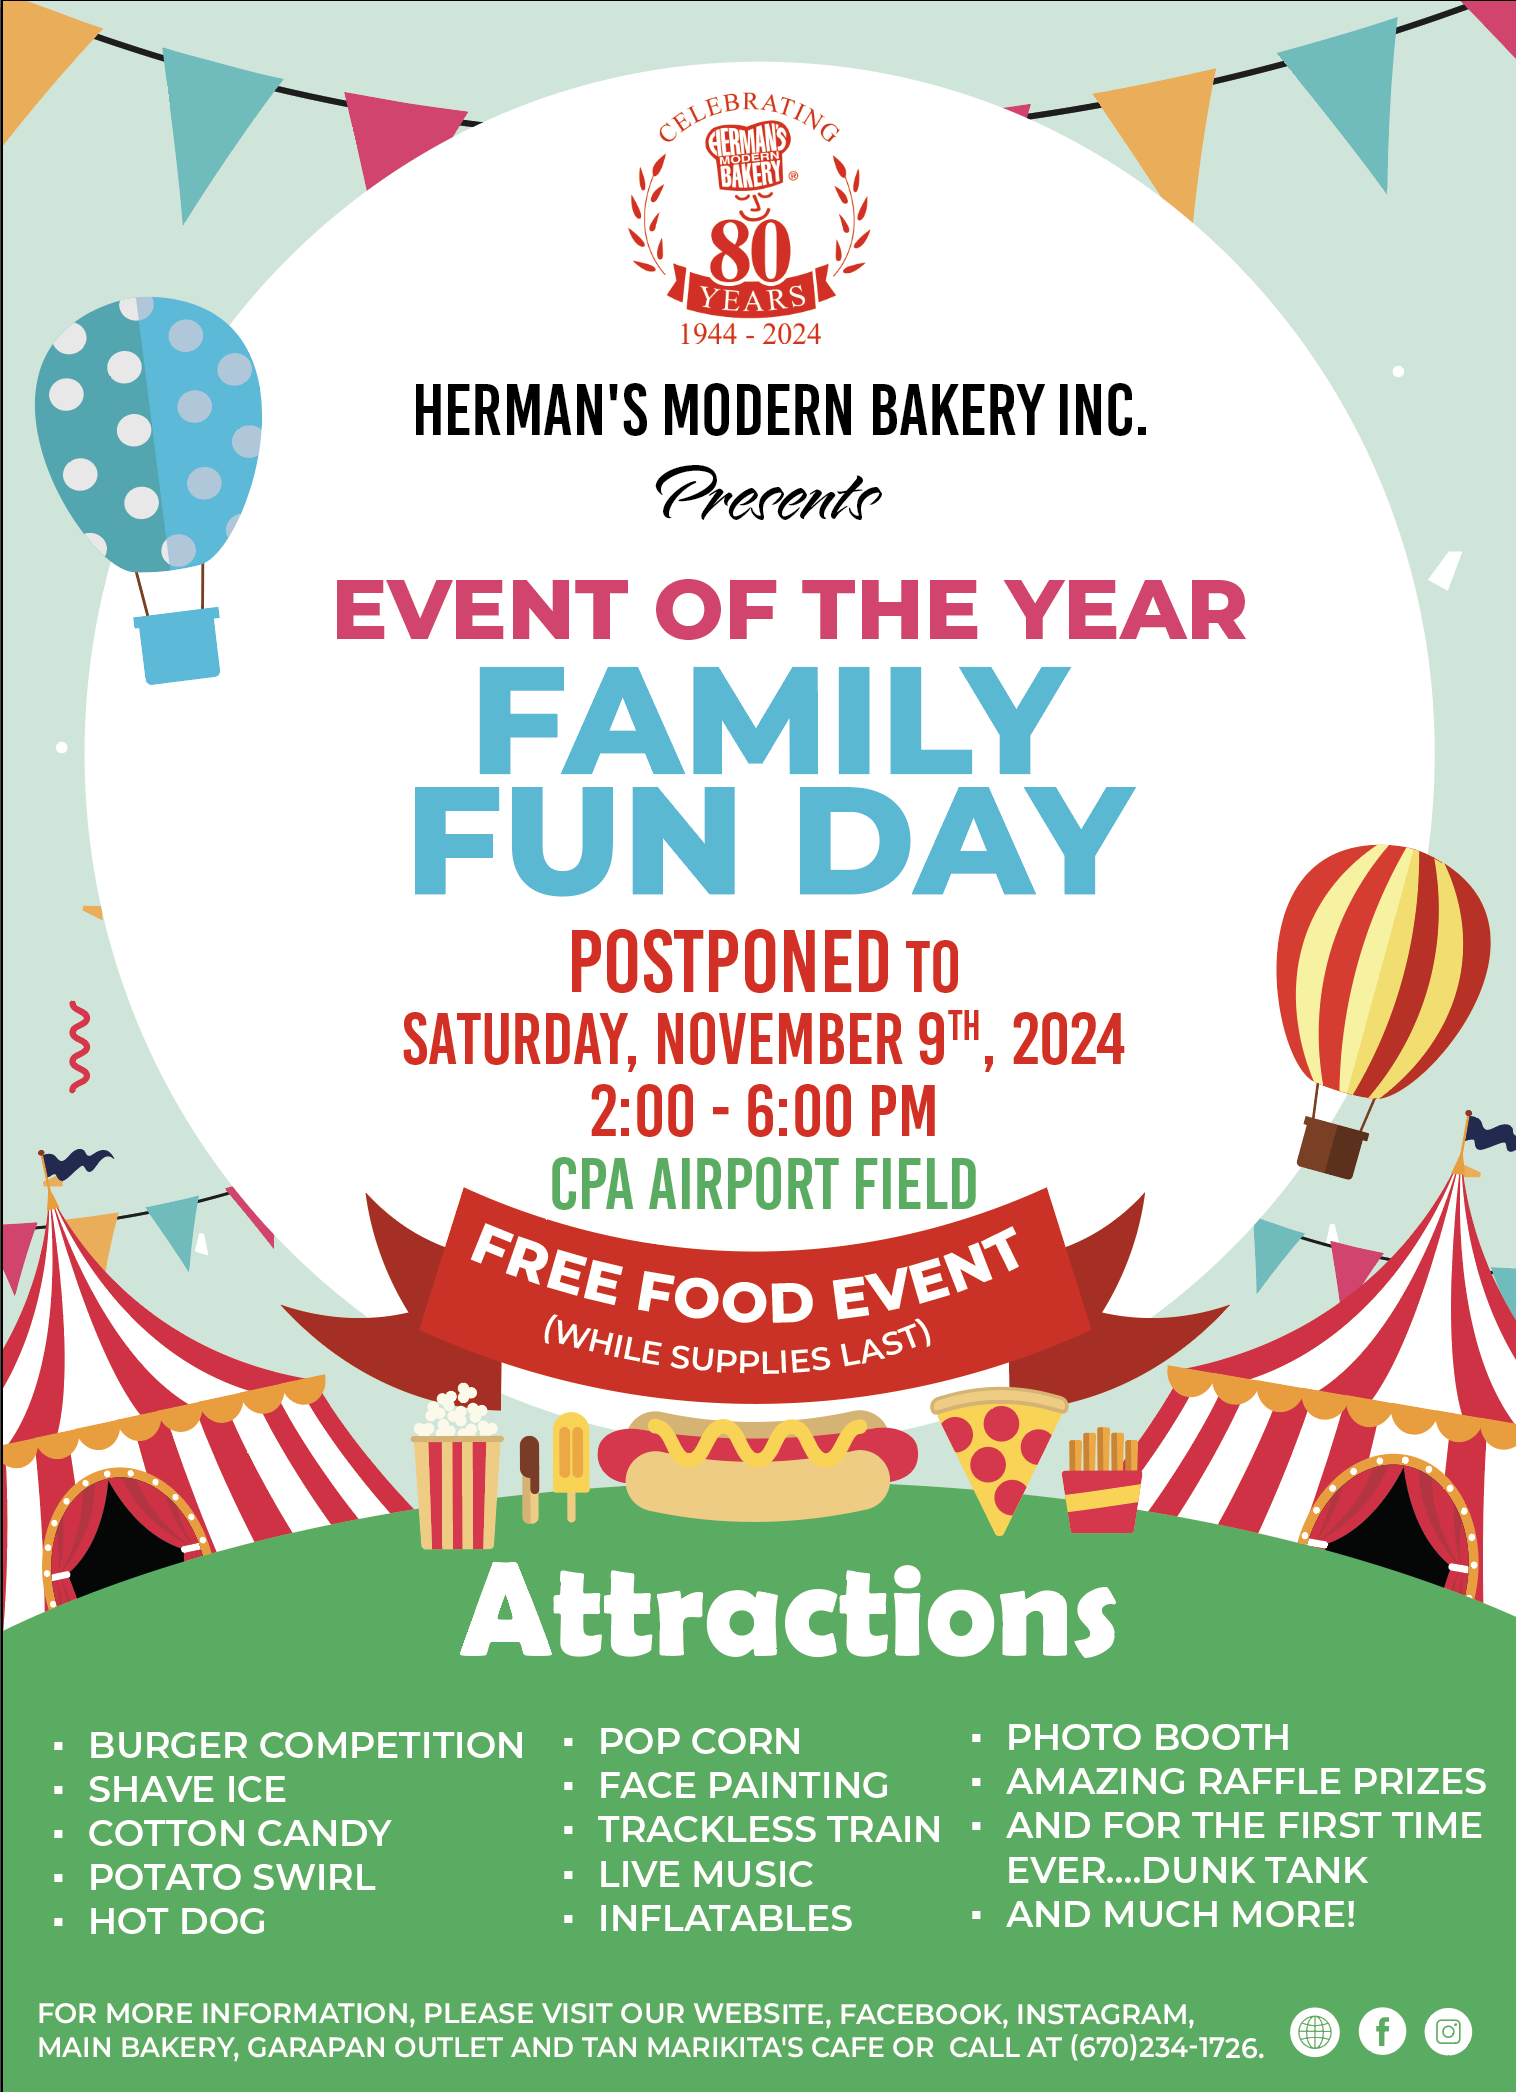 CELEBRATING
HERMAN'S
MODERN
BAKERY ®
80
YEARS
1944 - 2024
HERMAN'S MODERN BAKERY INC.
Presents
EVENT OF THE YEAR
FAMILY
FUN DAY
POSTPONED TO
SATURDAY, NOVEMBER 9TH, 2024
2:00 - 6:00 PM
CPA AIRPORT FIELD
FREE FOOD EVENT
(WHILE SUPPLIES LAST)
Attractions
▪ BURGER COMPETITION
▪ SHAVE ICE
▪ COTTON CANDY
▪ POTATO SWIRL
▪ HOT DOG
▪ POP CORN
▪ FACE PAINTING
▪ TRACKLESS TRAIN
▪ LIVE MUSIC
▪ INFLATABLES
▪ PHOTO BOOTH
▪ AMAZING RAFFLE PRIZES
▪ AND FOR THE FIRST TIME
EVER....DUNK TANK
▪ AND MUCH MORE!
FOR MORE INFORMATION, PLEASE VISIT OUR WEBSITE, FACEBOOK, INSTAGRAM,
MAIN BAKERY, GARAPAN OUTLET AND TAN MARIKITA'S CAFE OR CALL AT (670)234-1726.